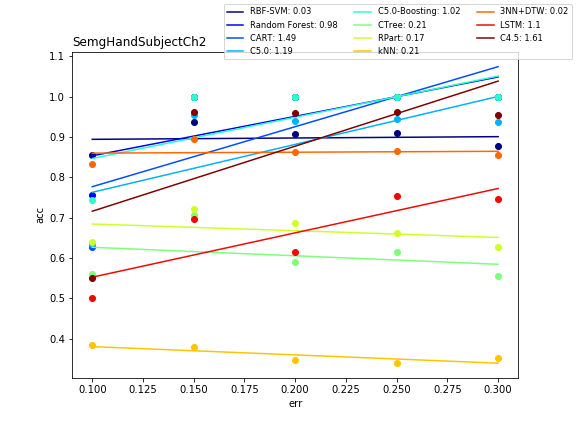 RBF-SVM: 0.03
Random Forest: 0.98
CART: 1.49
C5.0: 1.19
C5.0-Boosting: 1.02
CTree: 0.21
RPart: 0.17
kNN: 0.21
3NN+DTW: 0.02
LSTM: 1.1
C4.5: 1.61
SemgHandSubjectCh2
1.1
1.0
0.9
0.8
0.7
0.6
0.5
0.4
acc
0.100 0.125 0.150 0.175 0.200 0.225 0.250 0.275 0.300
err